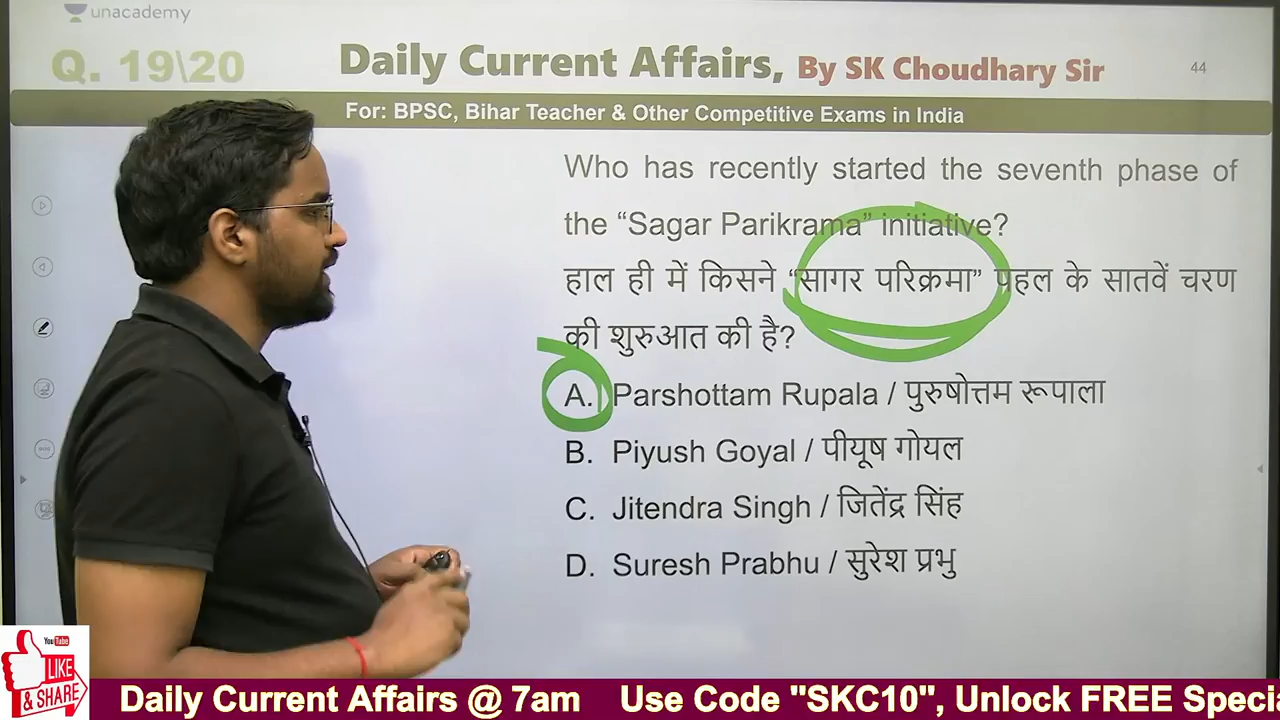 unacademy
Q. 19\20
Daily Current Affairs, By SK Choudhary Sir
44
For: BPSC, Bihar Teacher & Other Competitive Exams in India
Who has recently started the seventh phase of
the “Sagar Parikrama” initiative?
हाल ही में किसने “सागर परिक्रमा” पहल के सातवें चरण
की शुरुआत की है?
A. Parshottam Rupala / पुरुषोत्तम रूपाला
B. Piyush Goyal / पीयूष गोयल
C. Jitendra Singh / जितेंद्र सिंह
D. Suresh Prabhu / सुरेश प्रभु
YouTube
LIKE
& SHARE
Daily Current Affairs @ 7am Use Code "SKC10", Unlock FREE Speci